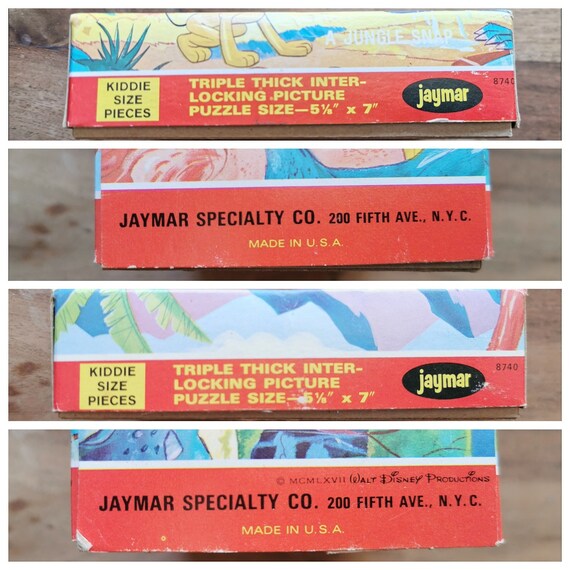 A JUNGLE SNAP!
KIDDIE
SIZE
PIECES
TRIPLE THICK INTER-
LOCKING PICTURE
PUZZLE SIZE—5⅛" x 7"
jaymar
8740
JAYMAR SPECIALTY CO. 200 FIFTH AVE., N.Y.C.
MADE IN U.S.A.
KIDDIE
SIZE
PIECES
TRIPLE THICK INTER-
LOCKING PICTURE
PUZZLE SIZE—5⅛" x 7"
jaymar
8740
© MCMLXVII Walt Disney Productions
JAYMAR SPECIALTY CO. 200 FIFTH AVE., N.Y.C.
MADE IN U.S.A.